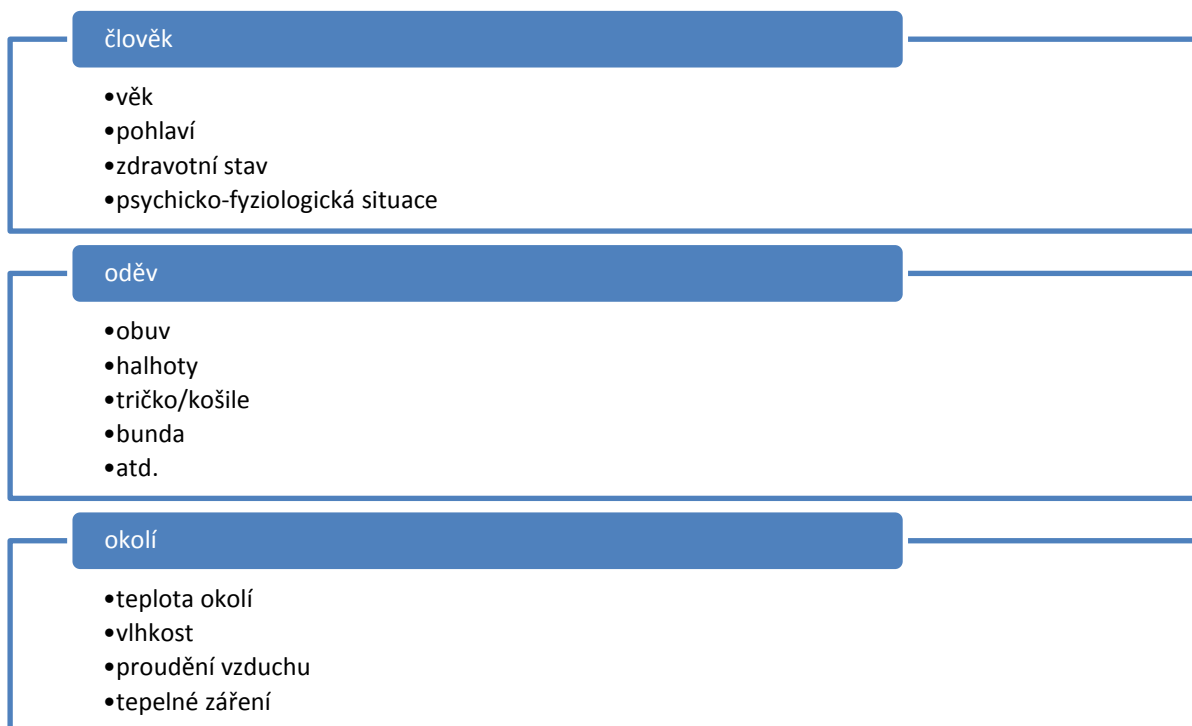 člověk
•věk
•pohlaví
•zdravotní stav
•psychicko-fyziologická situace
oděv
•obuv
•halhoty
•tričko/košile
•bunda
•atd.
okolí
•teplota okolí
•vlhkost
•proudění vzduchu
•tepelné záření